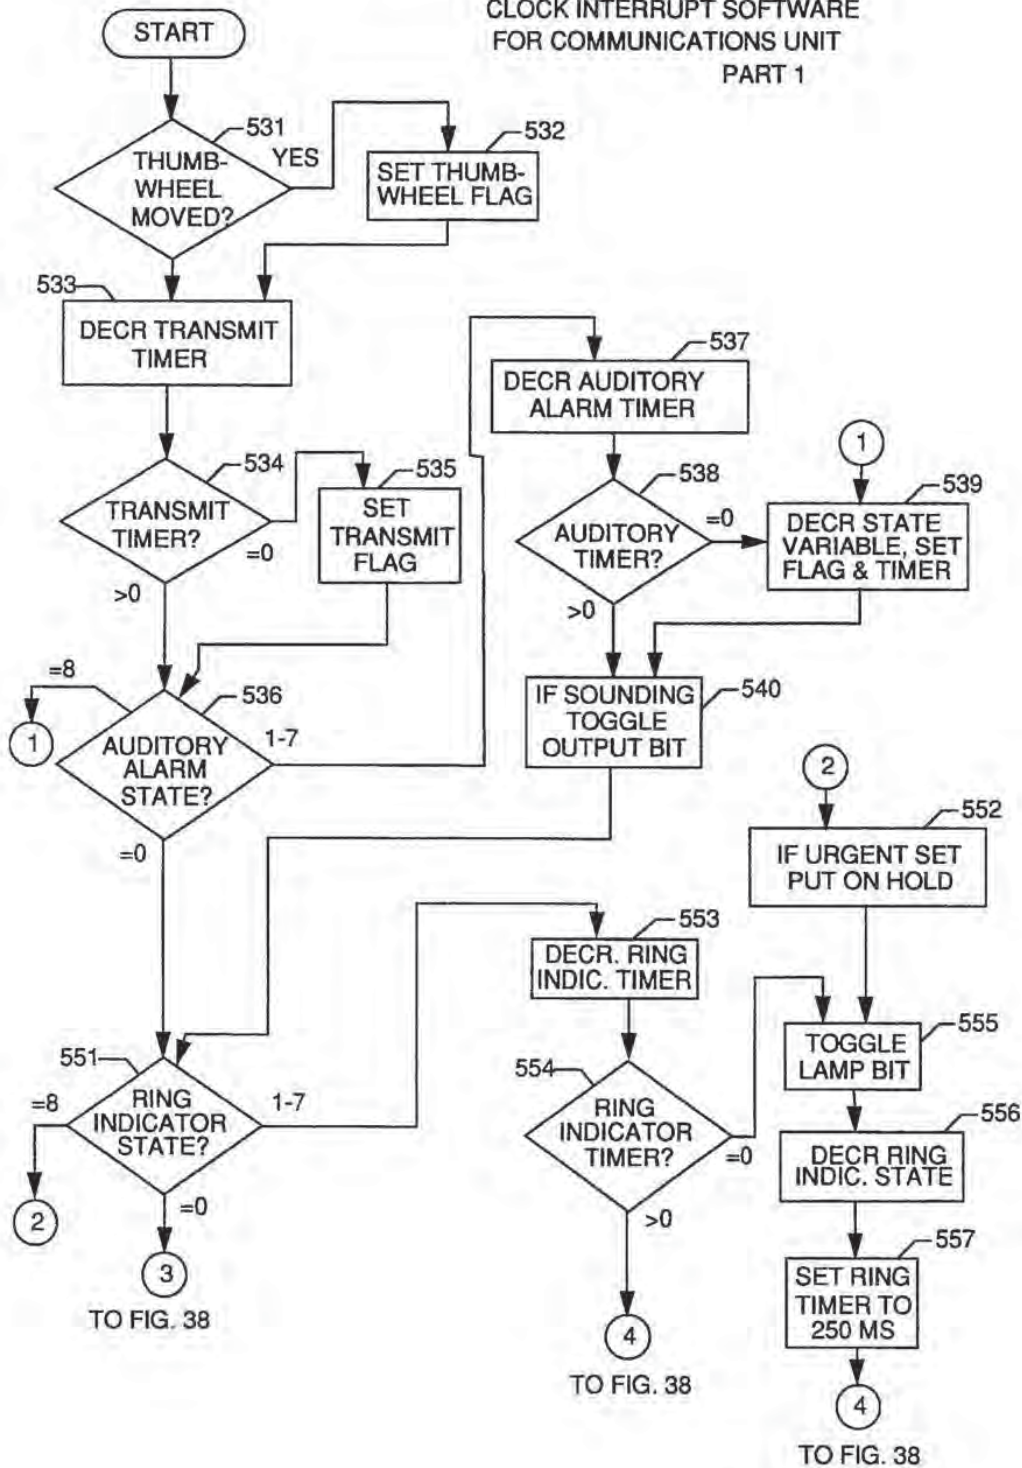 CLOCK INTERRUPT SOFTWARE
FOR COMMUNICATIONS UNIT
PART 1
START
531
THUMB-
WHEEL
MOVED?
YES
532
SET THUMB-
WHEEL FLAG
533
DECR TRANSMIT
TIMER
534
TRANSMIT
TIMER?
=0
>0
535
SET
TRANSMIT
FLAG
=8
1
536
AUDITORY
ALARM
STATE?
1-7
=0
537
DECR AUDITORY
ALARM TIMER
538
AUDITORY
TIMER?
=0
>0
1
539
DECR STATE
VARIABLE, SET
FLAG & TIMER
540
IF SOUNDING
TOGGLE
OUTPUT BIT
2
552
IF URGENT SET
PUT ON HOLD
551
RING
INDICATOR
STATE?
=8
1-7
=0
2
3
TO FIG. 38
553
DECR. RING
INDIC. TIMER
554
RING
INDICATOR
TIMER?
=0
>0
4
TO FIG. 38
555
TOGGLE
LAMP BIT
556
DECR RING
INDIC. STATE
557
SET RING
TIMER TO
250 MS
4
TO FIG. 38